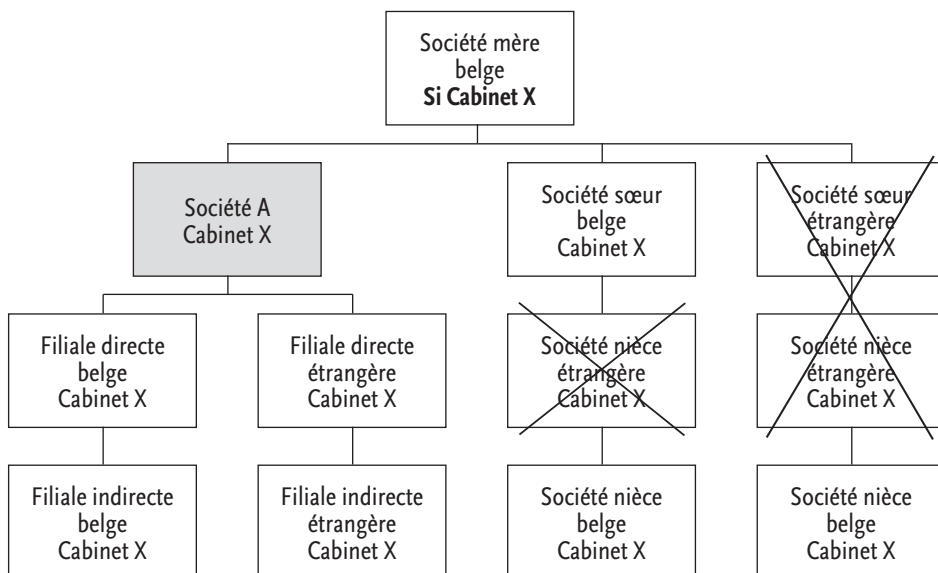 Société mère
belge
Si Cabinet X
Société A
Cabinet X
Société sœur
belge
Cabinet X
Société sœur
étrangère
Cabinet X
Filiale directe
belge
Cabinet X
Filiale directe
étrangère
Cabinet X
Société nièce
étrangère
Cabinet X
Société nièce
étrangère
Cabinet X
Filiale indirecte
belge
Cabinet X
Filiale indirecte
étrangère
Cabinet X
Société nièce
belge
Cabinet X
Société nièce
belge
Cabinet X